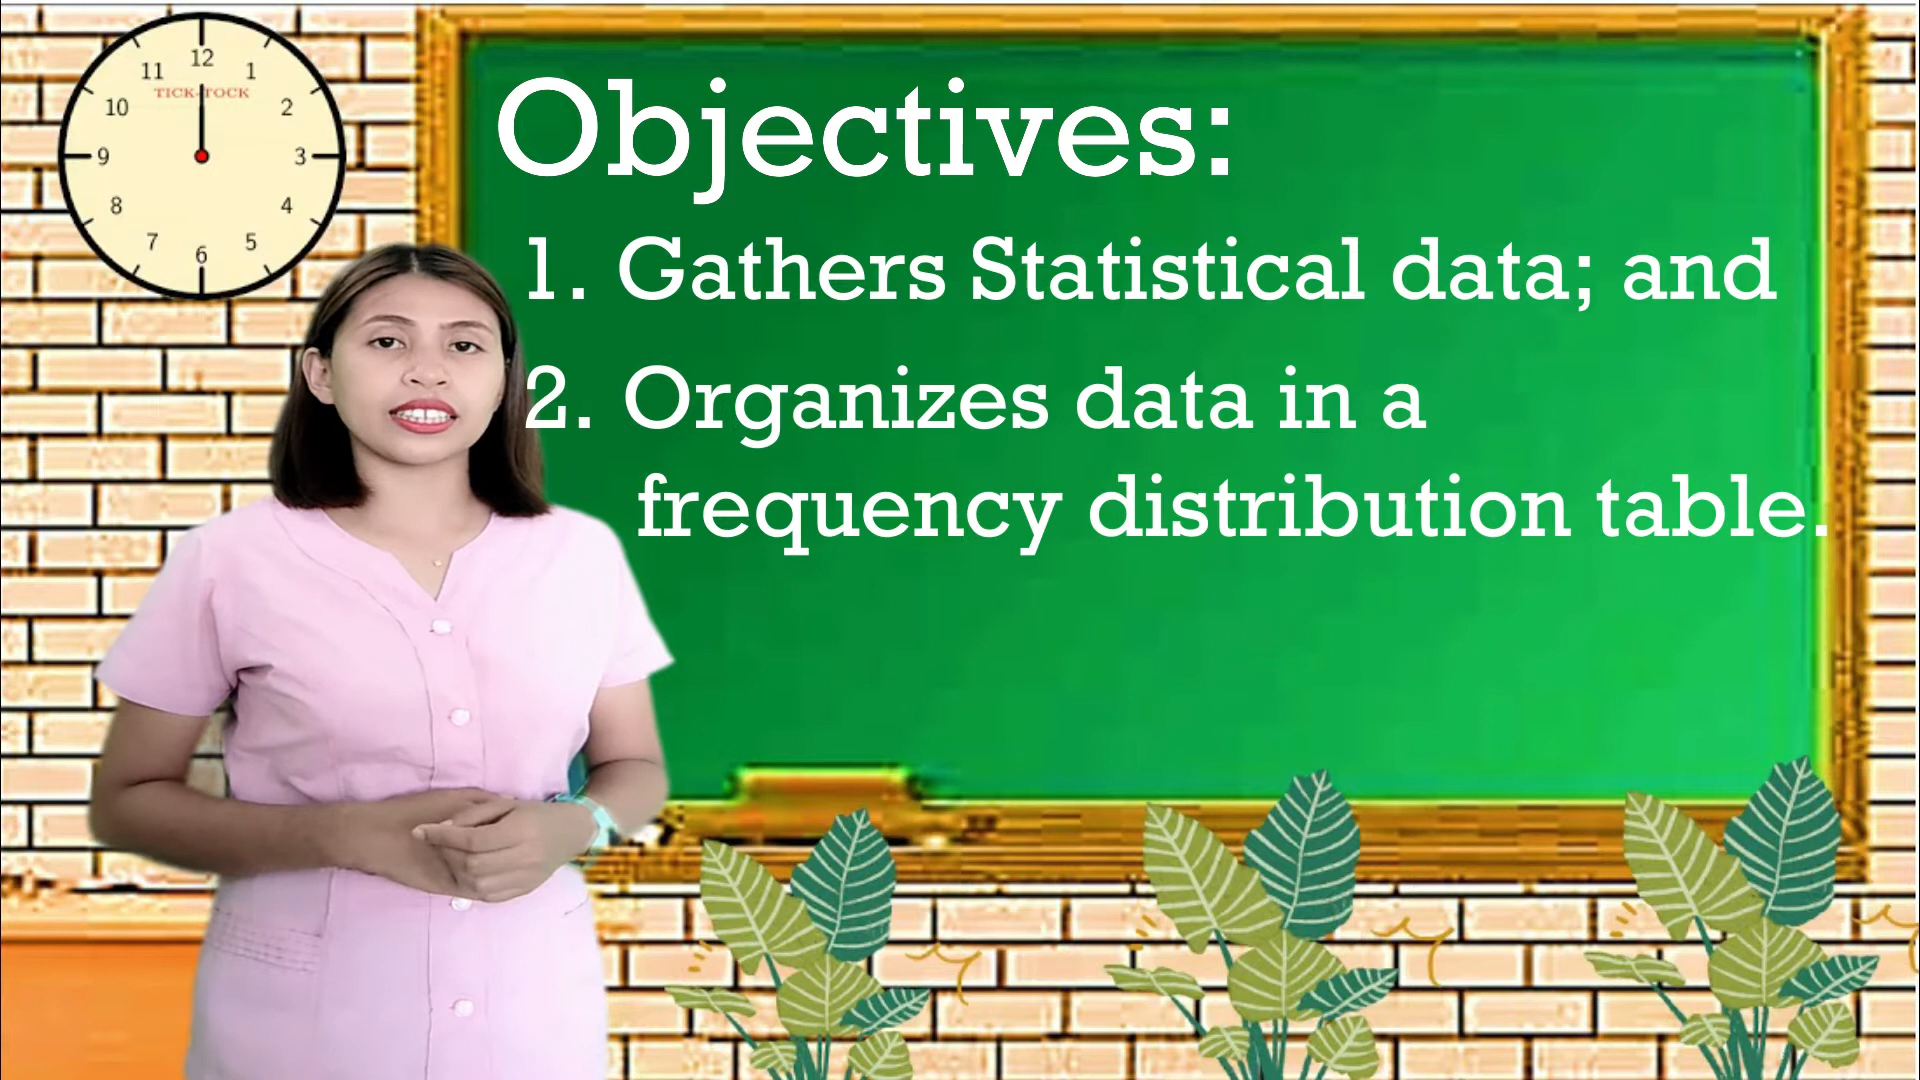 12
11
1
TICK-TOCK
10
2
9
3
8
4
7
5
6
Objectives:
1. Gathers Statistical data; and
2. Organizes data in a
frequency distribution table.